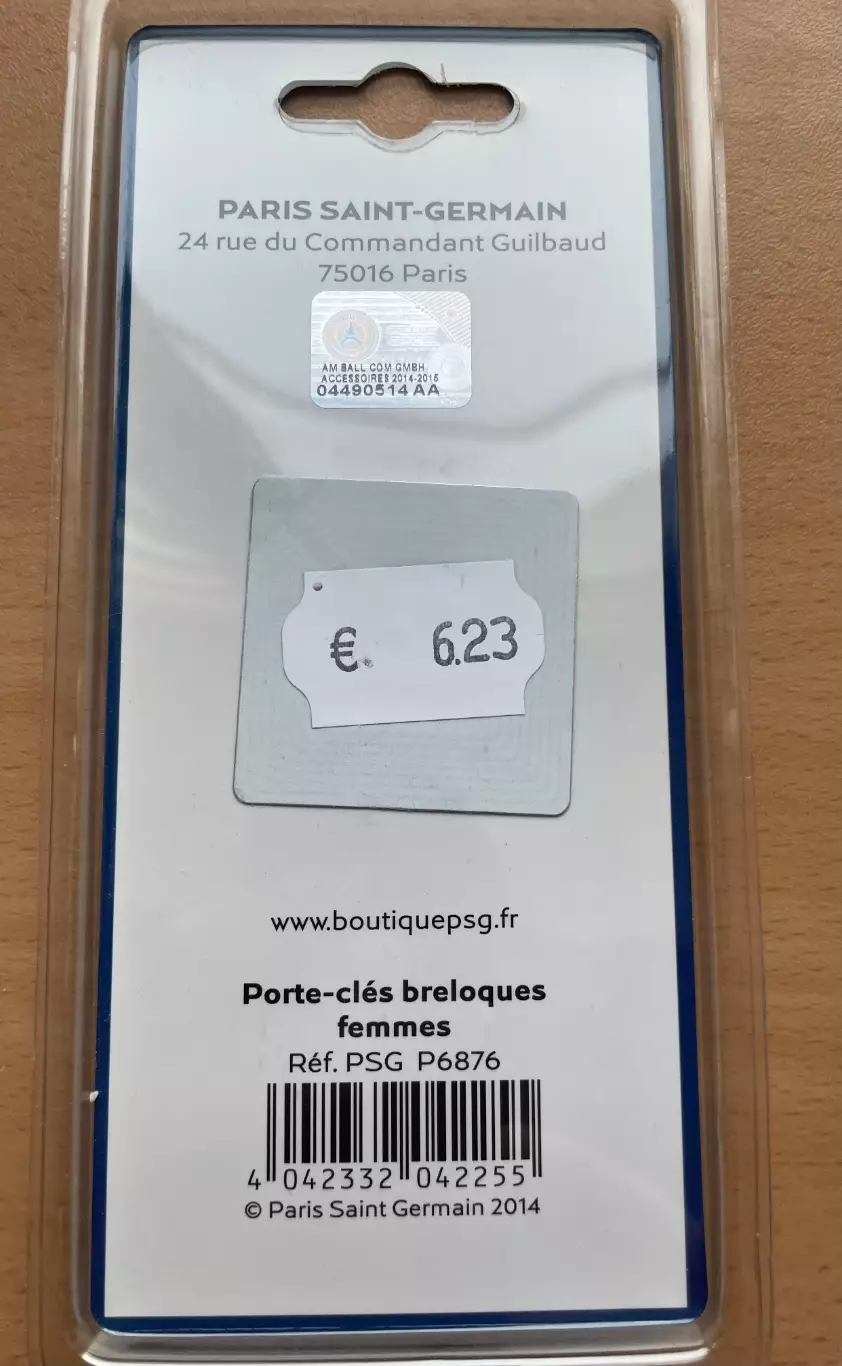 PARIS SAINT-GERMAIN
24 rue du Commandant Guilbaud
75016 Paris
AM BALL COM GMBH
ACCESSOIRES 2014-2015
04490514 AA
€. 6.23
www.boutiquepsg.fr
Porte-clés breloques
femmes
Réf. PSG P6876
4 042332 042255
© Paris Saint Germain 2014